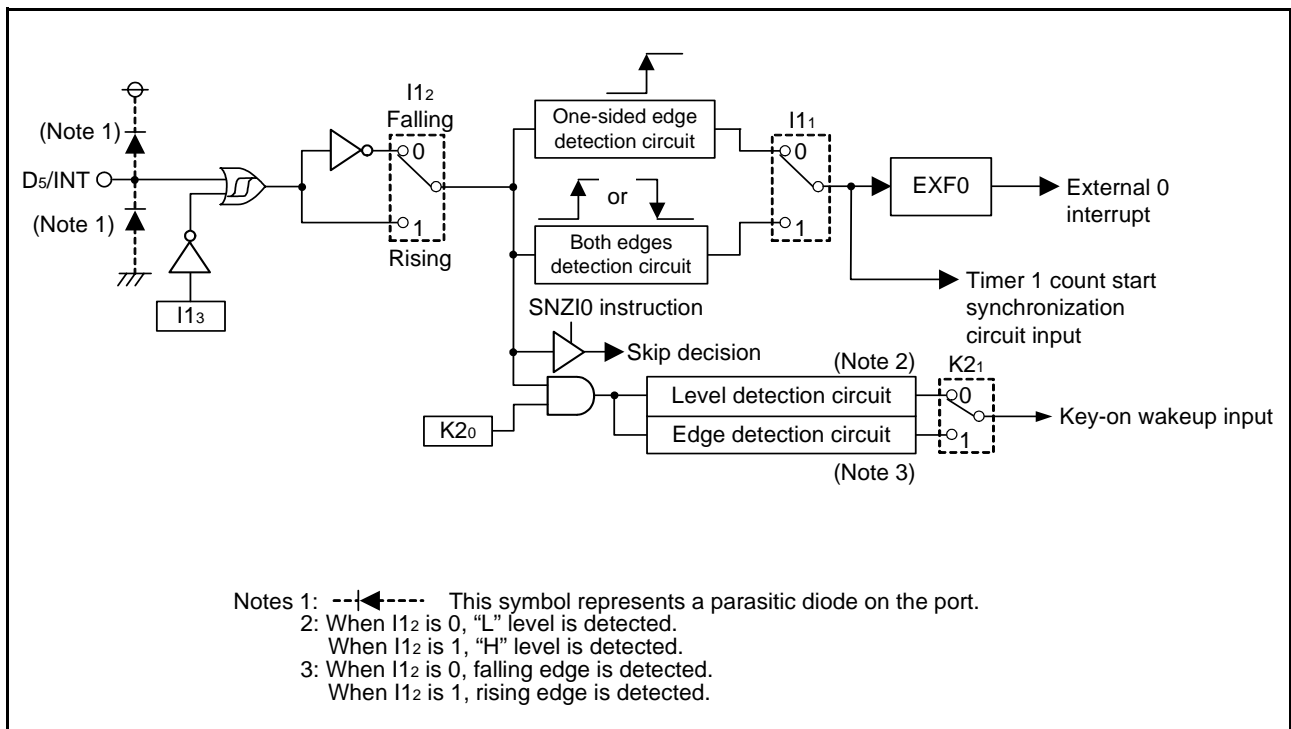 I1₂
Falling
One-sided edge
detection circuit
I1₁
(Note 1)
0
0
D₅/INT
EXF0
External 0
interrupt
or
(Note 1)
1
1
Rising
Both edges
detection circuit
Timer 1 count start
synchronization
circuit input
I1₃
SNZI0 instruction
Skip decision
(Note 2)
K2₁
Level detection circuit
0
Key-on wakeup input
K2₀
Edge detection circuit
1
(Note 3)
Notes 1: This symbol represents a parasitic diode on the port.
2: When I1₂ is 0, “L” level is detected.
When I1₂ is 1, “H” level is detected.
3: When I1₂ is 0, falling edge is detected.
When I1₂ is 1, rising edge is detected.